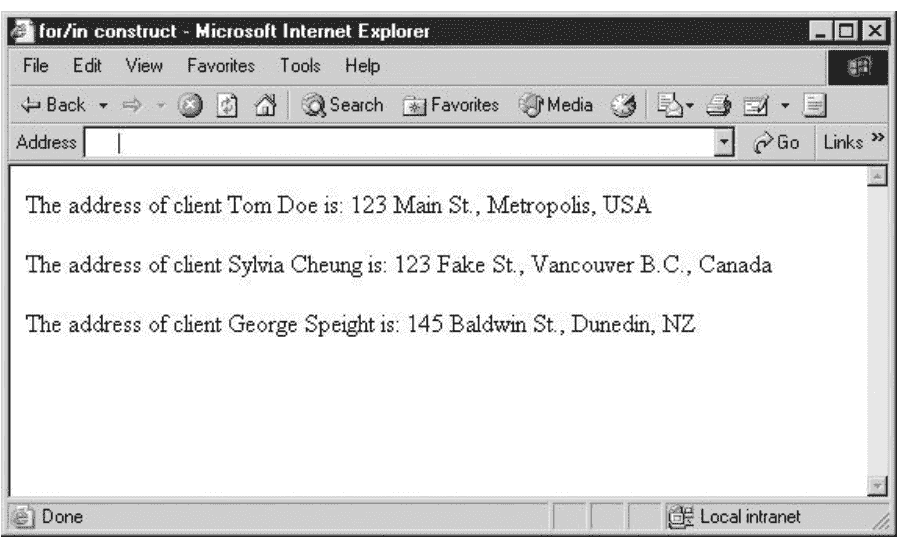 for/in construct - Microsoft Internet Explorer
File Edit View Favorites Tools Help
Back Search Favorites Media
Address Go Links »
The address of client Tom Doe is: 123 Main St., Metropolis, USA
The address of client Sylvia Cheung is: 123 Fake St., Vancouver B.C., Canada
The address of client George Speight is: 145 Baldwin St., Dunedin, NZ
Done Local intranet